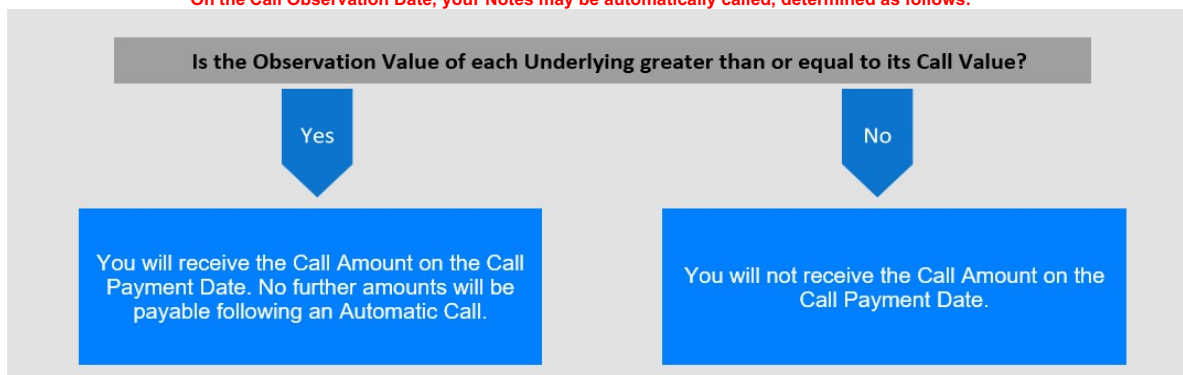 On the Call Observation Date, your Notes may be automatically called, determined as follows:
Is the Observation Value of each Underlying greater than or equal to its Call Value?
Yes
No
You will receive the Call Amount on the Call
Payment Date. No further amounts will be
payable following an Automatic Call.
You will not receive the Call Amount on the
Call Payment Date.